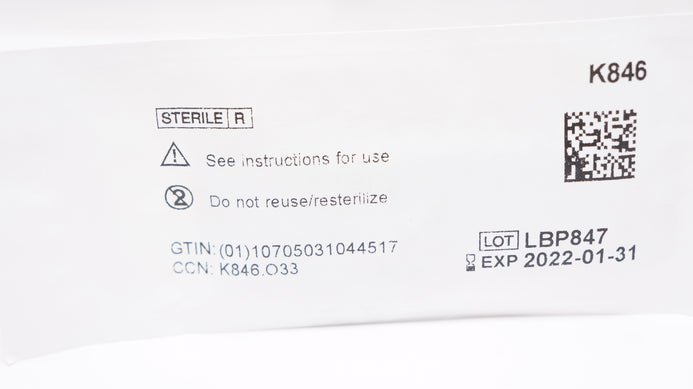 K846
STERILE R
See instructions for use
2 Do not reuse/resterilize
GTIN: (01)10705031044517
CCN: K846.O33
LOT LBP847
EXP 2022-01-31